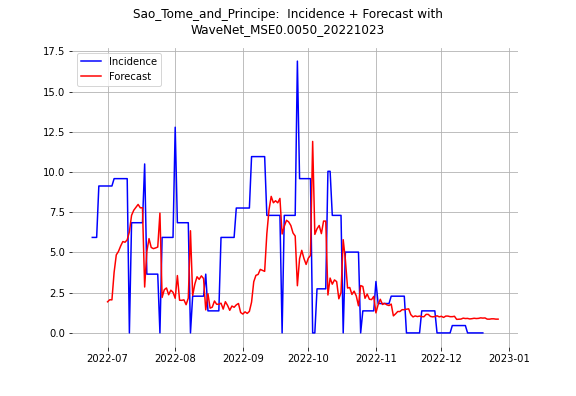 Sao_Tome_and_Principe:  Incidence + Forecast with
WaveNet_MSE0.0050_20221023
17.5
Incidence
Forecast
15.0
12.5
10.0
7.5
5.0
2.5
0.0
2022-07 2022-08 2022-09 2022-10 2022-11 2022-12 2023-01